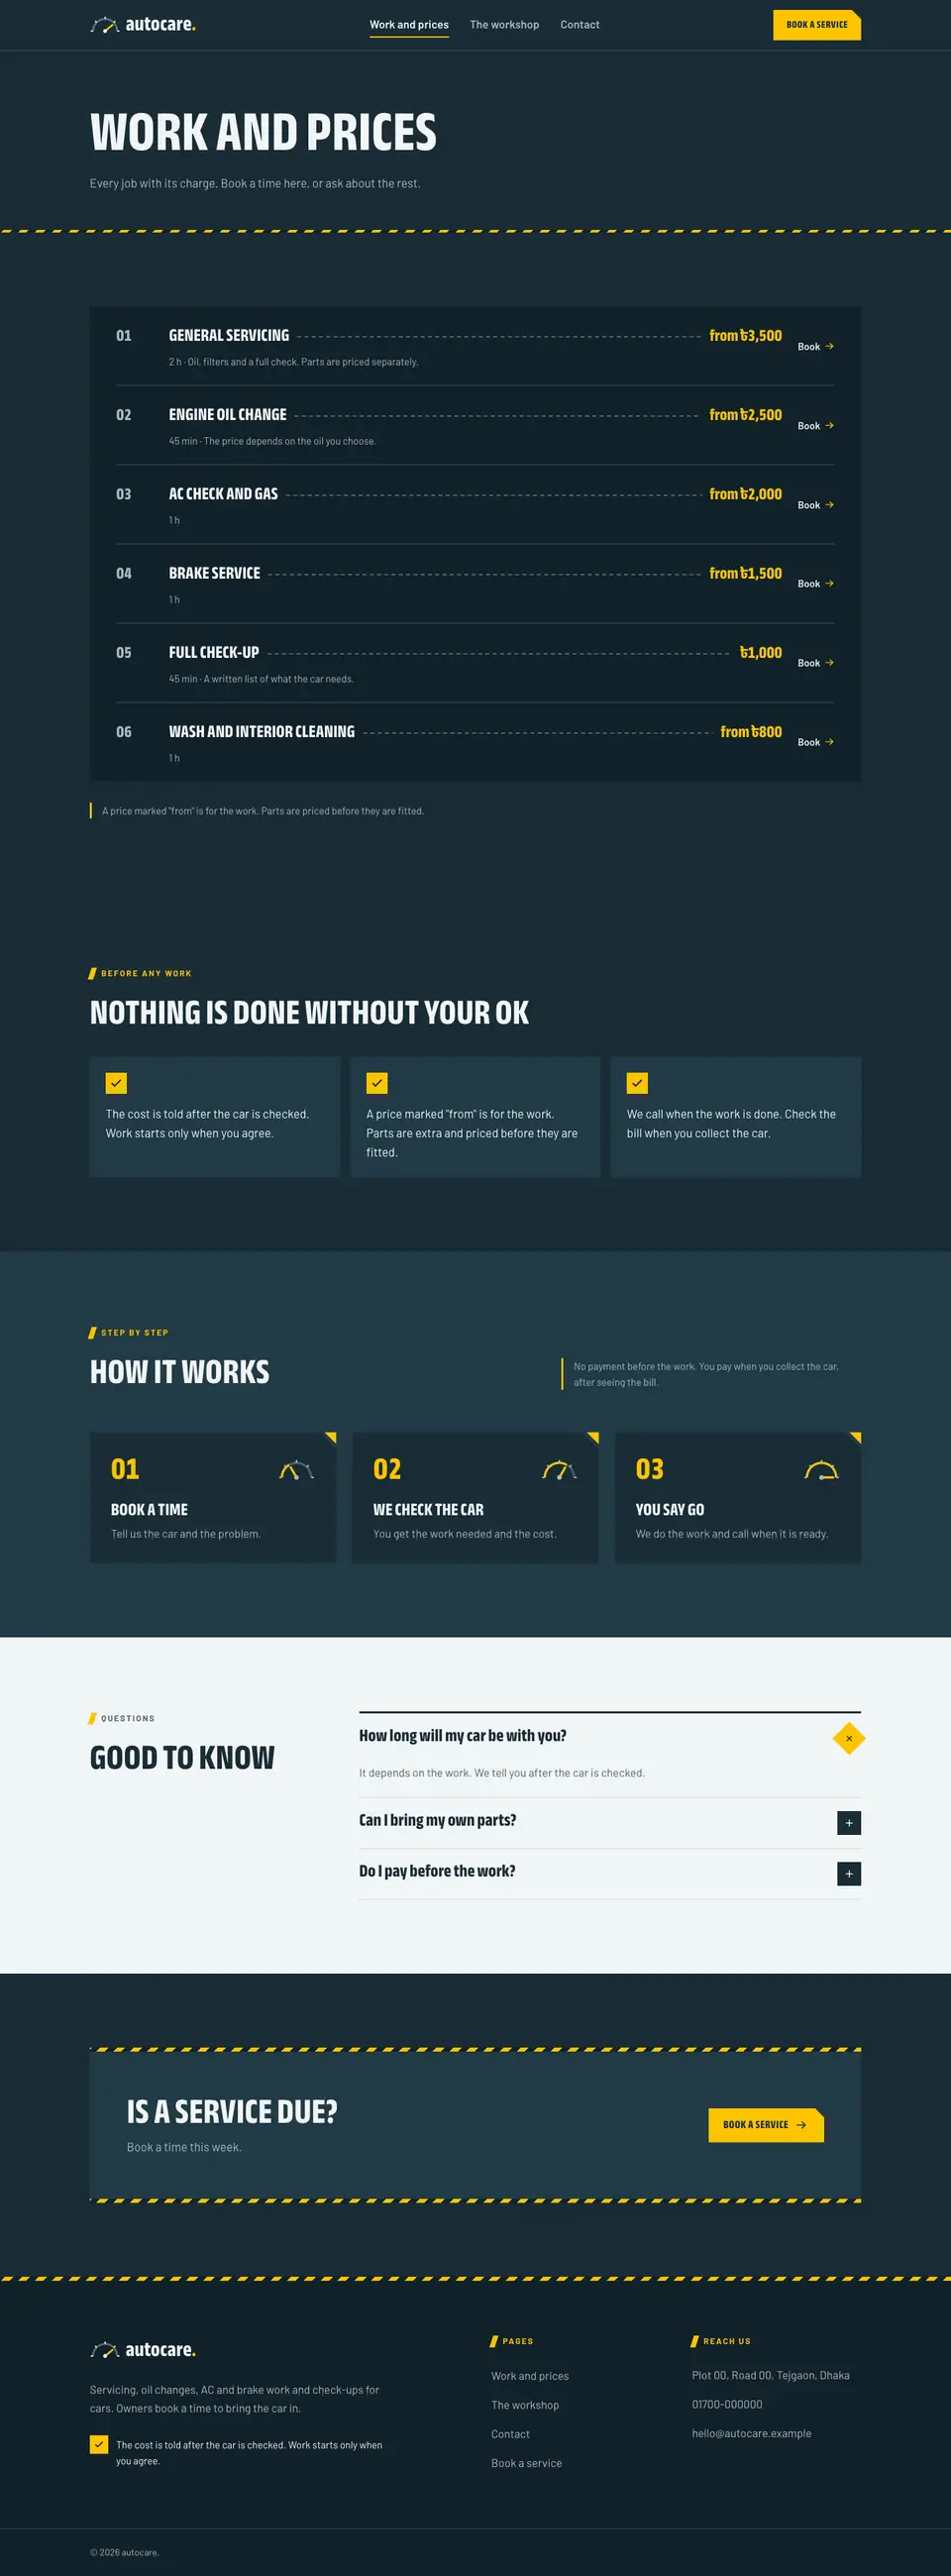 autocare.
Work and prices
The workshop
Contact
BOOK A SERVICE
WORK AND PRICES
Every job with its charge. Book a time here, or ask about the rest.
01
GENERAL SERVICING
from ৳3,500
Book →
2 h · Oil, filters and a full check. Parts are priced separately.
02
ENGINE OIL CHANGE
from ৳2,500
Book →
45 min · The price depends on the oil you choose.
03
AC CHECK AND GAS
from ৳2,000
Book →
1 h
04
BRAKE SERVICE
from ৳1,500
Book →
1 h
05
FULL CHECK-UP
৳1,000
Book →
45 min · A written list of what the car needs.
06
WASH AND INTERIOR CLEANING
from ৳800
Book →
1 h
A price marked "from" is for the work. Parts are priced before they are fitted.
BEFORE ANY WORK
NOTHING IS DONE WITHOUT YOUR OK
The cost is told after the car is checked.
Work starts only when you agree.
A price marked "from" is for the work.
Parts are extra and priced before they are
fitted.
We call when the work is done. Check the
bill when you collect the car.
STEP BY STEP
HOW IT WORKS
No payment before the work. You pay when you collect the car,
after seeing the bill.
01
BOOK A TIME
Tell us the car and the problem.
02
WE CHECK THE CAR
You get the work needed and the cost.
03
YOU SAY GO
We do the work and call when it is ready.
QUESTIONS
GOOD TO KNOW
How long will my car be with you?
It depends on the work. We tell you after the car is checked.
Can I bring my own parts?
Do I pay before the work?
IS A SERVICE DUE?
Book a time this week.
BOOK A SERVICE →
autocare.
Servicing, oil changes, AC and brake work and check-ups for
cars. Owners book a time to bring the car in.
The cost is told after the car is checked. Work starts only when
you agree.
PAGES
Work and prices
The workshop
Contact
Book a service
REACH US
Plot 00, Road 00, Tejgaon, Dhaka
01700-000000
hello@autocare.example
© 2026 autocare.